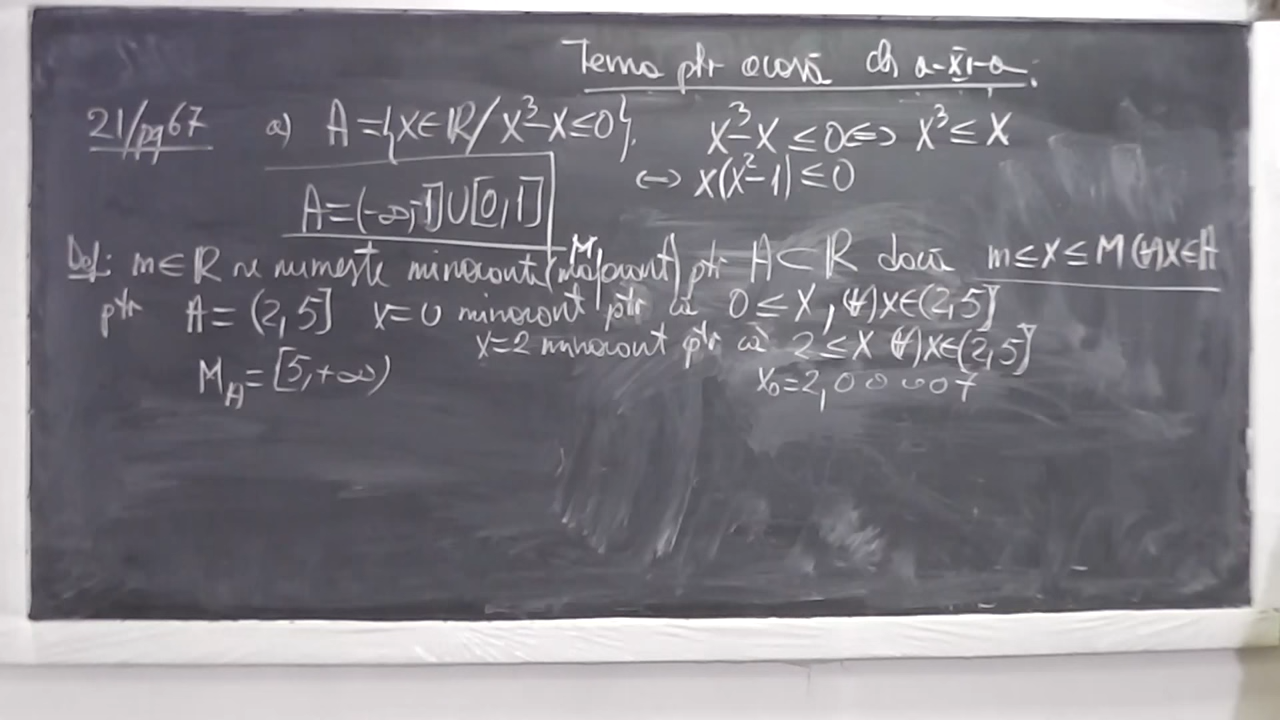 Tema ptr acasă cls a-XI-a:
21/pg67 a) A={x∈ℝ/x³-x≤0}. x³-x≤0⇔x³≤x
⇔x(x²-1)≤0
A=(-∞,-1]∪[0,1]
Def: m∈ℝ se numește minorant(majorant) ptr A⊂ℝ dacă m≤x≤M (∀)x∈A
M
ptr A=(2,5] x=0 minorant ptr că 0≤x, (∀)x∈(2,5]
x=2 minorant ptr că 2≤x (∀)x∈(2,5]
M_A=[5,+∞) x₀=2,00007